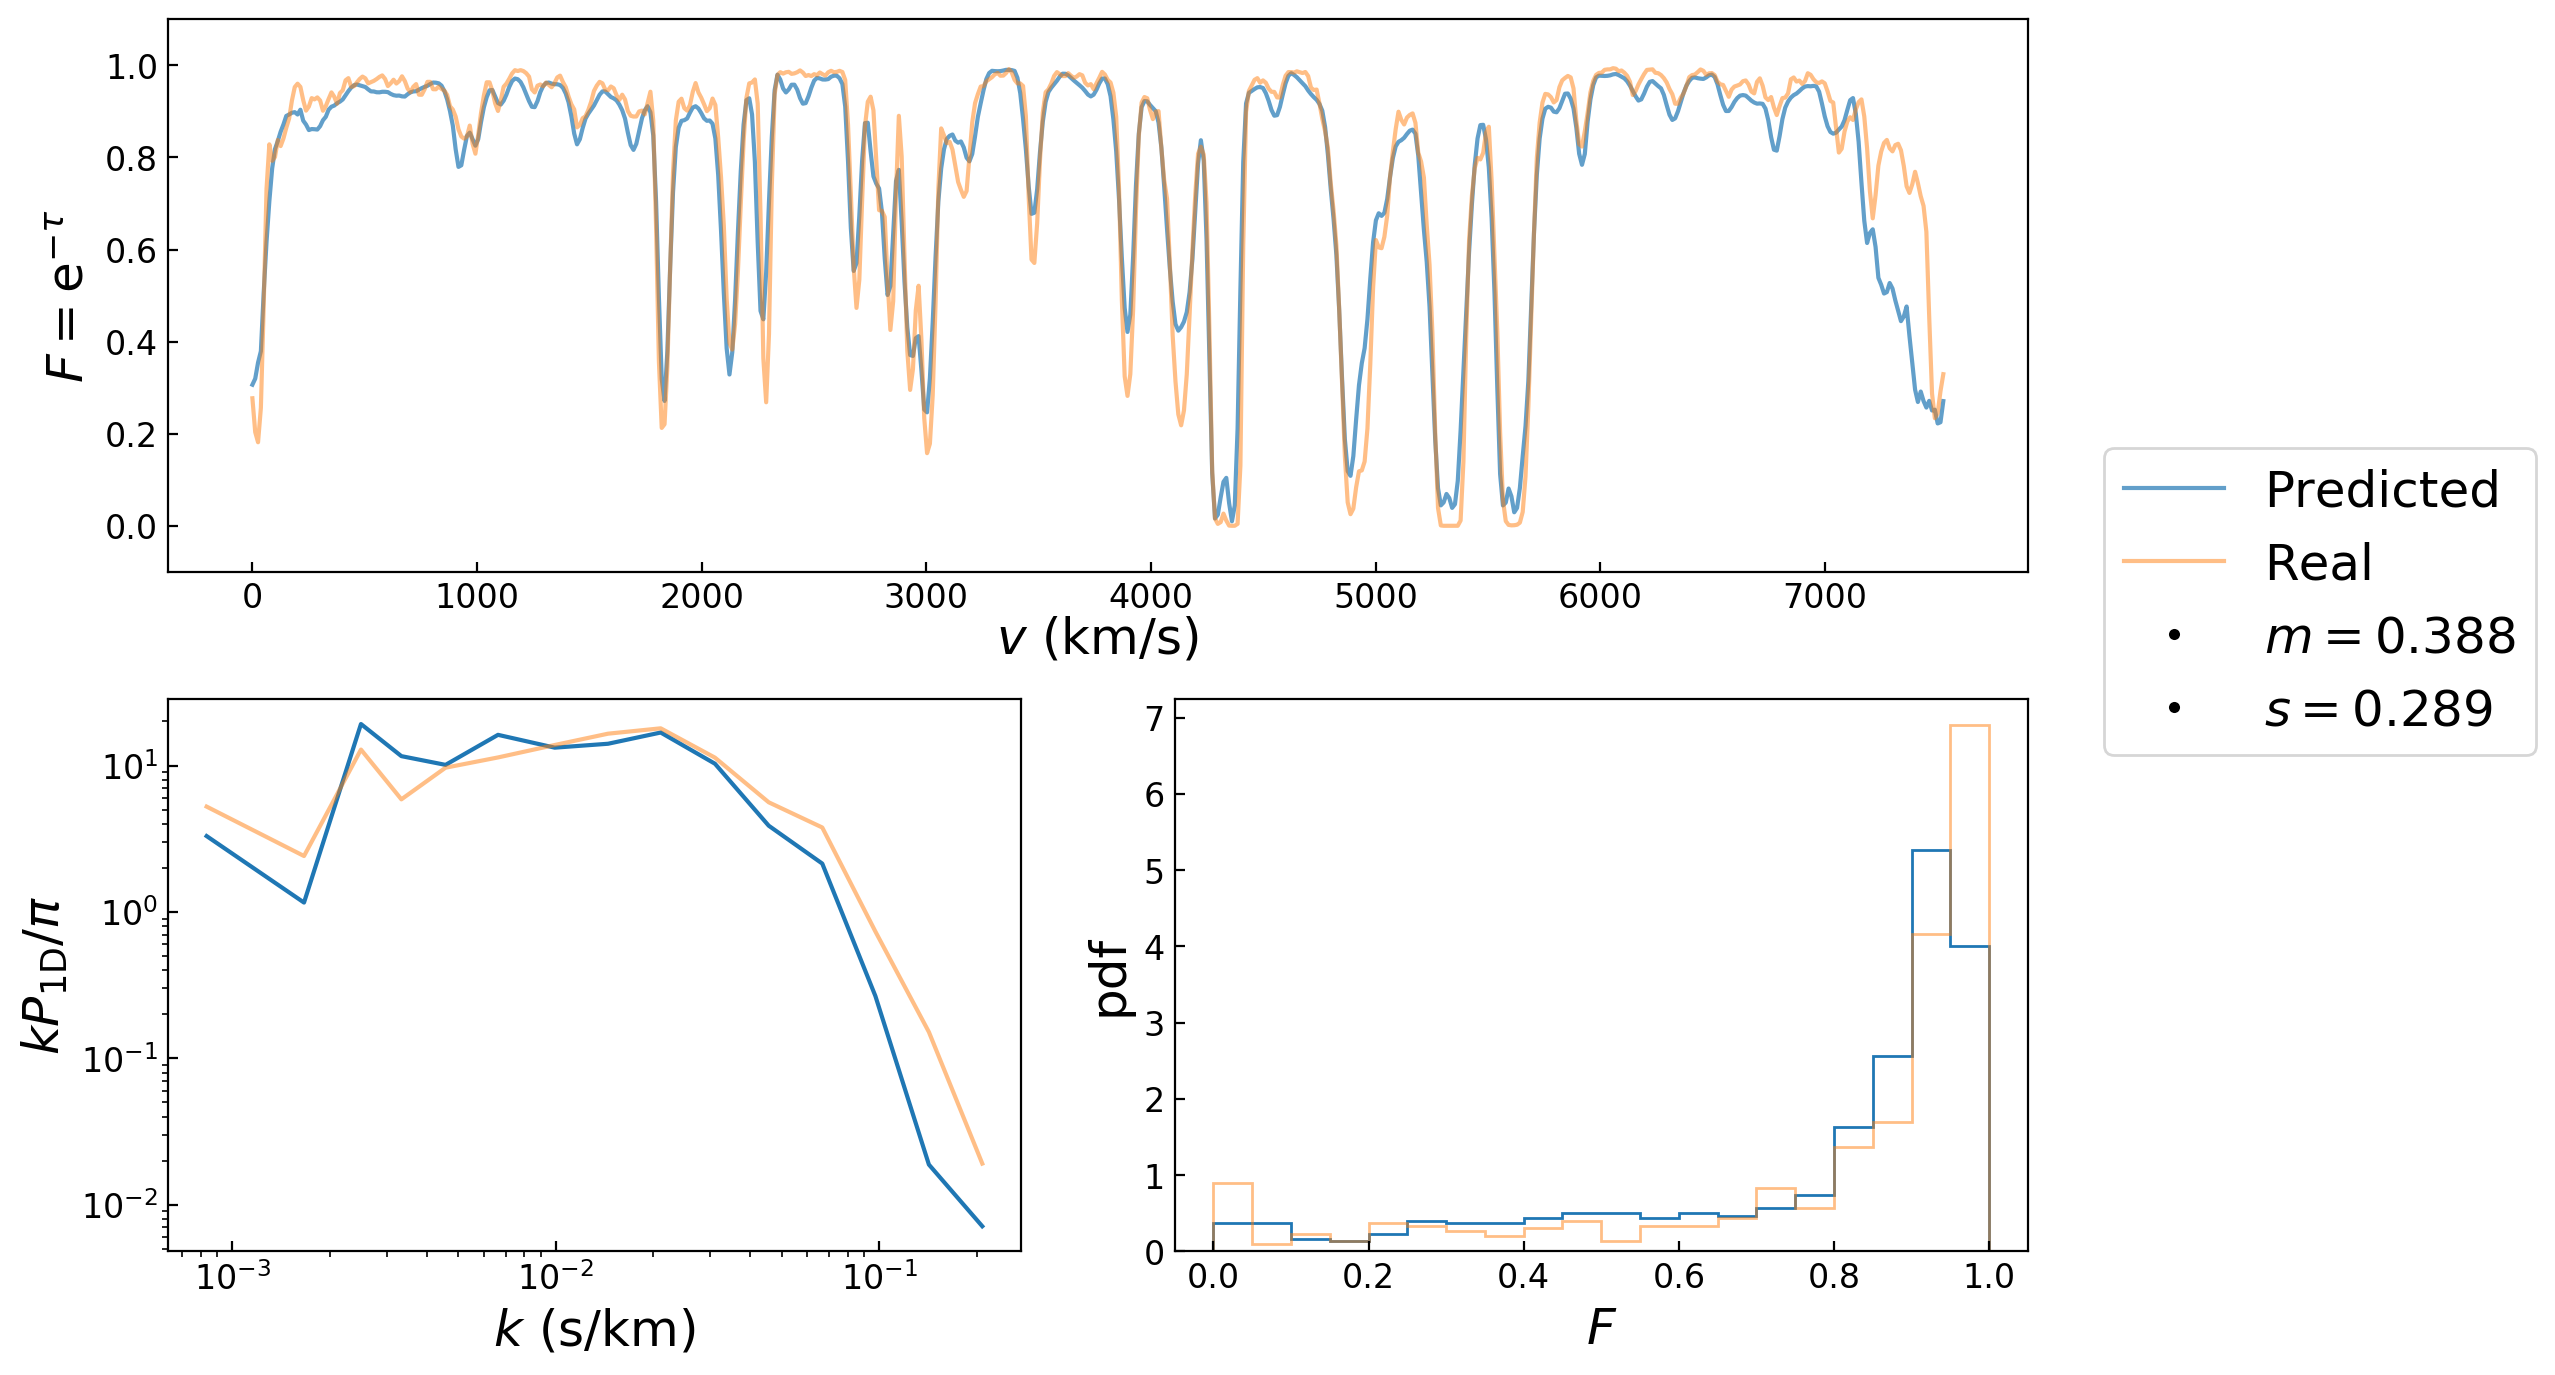 1.0
0.8
0.6
0.4
0.2
0.0
F = e^{−τ}
0 1000 2000 3000 4000 5000 6000 7000
v (km/s)
Predicted
Real
m = 0.388
s = 0.289
10^1
10^0
10^{−1}
10^{−2}
kP_{1D}/π
10^{−3} 10^{−2} 10^{−1}
k (s/km)
7
6
5
4
3
2
1
0
pdf
0.0 0.2 0.4 0.6 0.8 1.0
F